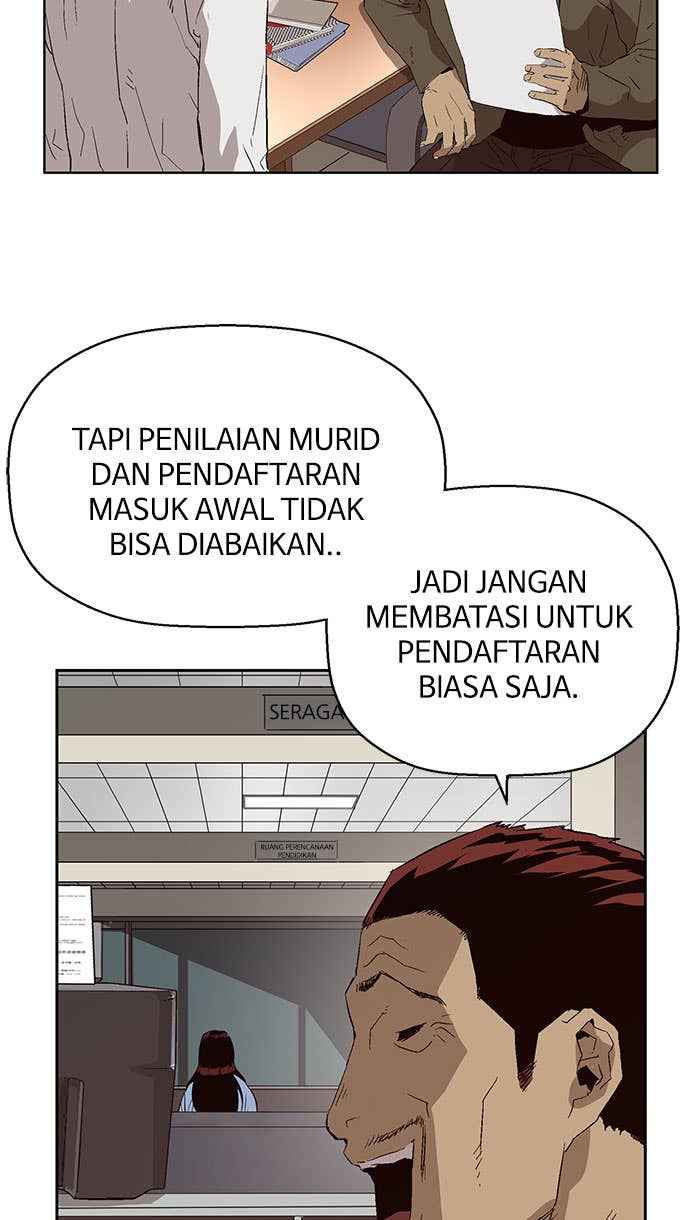 TAPI PENILAIAN MURID
DAN PENDAFTARAN
MASUK AWAL TIDAK
BISA DIABAIKAN..
JADI JANGAN
MEMBATASI UNTUK
PENDAFTARAN
BIASA SAJA.
SERAGA
RUANG PERENCANAAN
PENDIDIKAN